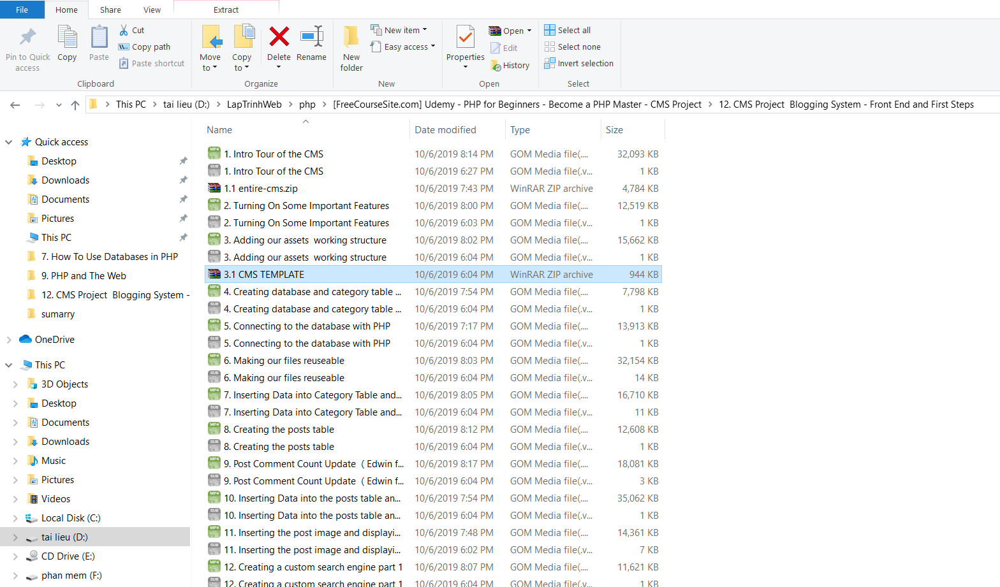 File Home Share View Extract
Pin to Quick access
Copy
Paste
Cut
Copy path
Paste shortcut
Clipboard
Move to
Copy to
Delete
Rename
Organize
New folder
New item
Easy access
New
Properties
Open
Edit
History
Open
Select all
Select none
Invert selection
Select
This PC > tai lieu (D:) > LapTrinhWeb > php > [FreeCourseSite.com] Udemy - PHP for Beginners - Become a PHP Master - CMS Project > 12. CMS Project  Blogging System - Front End and First Steps
Quick access
Desktop
Downloads
Documents
Pictures
This PC
7. How To Use Databases in PHP
9. PHP and The Web
12. CMS Project  Blogging System -
sumarry
OneDrive
This PC
3D Objects
Desktop
Documents
Downloads
Music
Pictures
Videos
Local Disk (C:)
tai lieu (D:)
CD Drive (E:)
phan mem (F:)
Name Date modified Type Size
MP4 1. Intro Tour of the CMS 10/6/2019 8:14 PM GOM Media file(.... 32,093 KB
SUB 1. Intro Tour of the CMS 10/6/2019 6:27 PM GOM Media file(.v... 1 KB
1.1 entire-cms.zip 10/6/2019 7:43 PM WinRAR ZIP archive 4,784 KB
MP4 2. Turning On Some Important Features 10/6/2019 8:00 PM GOM Media file(.... 12,519 KB
SUB 2. Turning On Some Important Features 10/6/2019 6:03 PM GOM Media file(.v... 1 KB
MP4 3. Adding our assets  working structure 10/6/2019 8:02 PM GOM Media file(.... 15,662 KB
SUB 3. Adding our assets  working structure 10/6/2019 6:04 PM GOM Media file(.v... 1 KB
3.1 CMS TEMPLATE 10/6/2019 6:04 PM WinRAR ZIP archive 944 KB
MP4 4. Creating database and category table ... 10/6/2019 7:54 PM GOM Media file(.... 7,798 KB
SUB 4. Creating database and category table ... 10/6/2019 6:04 PM GOM Media file(.v... 1 KB
MP4 5. Connecting to the database with PHP 10/6/2019 7:17 PM GOM Media file(.... 13,913 KB
SUB 5. Connecting to the database with PHP 10/6/2019 6:04 PM GOM Media file(.v... 1 KB
MP4 6. Making our files reuseable 10/6/2019 8:03 PM GOM Media file(.... 32,154 KB
SUB 6. Making our files reuseable 10/6/2019 6:04 PM GOM Media file(.v... 14 KB
MP4 7. Inserting Data into Category Table and... 10/6/2019 8:05 PM GOM Media file(.... 16,710 KB
SUB 7. Inserting Data into Category Table and... 10/6/2019 6:04 PM GOM Media file(.v... 11 KB
MP4 8. Creating the posts table 10/6/2019 8:12 PM GOM Media file(.... 12,608 KB
SUB 8. Creating the posts table 10/6/2019 6:04 PM GOM Media file(.v... 1 KB
MP4 9. Post Comment Count Update  ( Edwin f... 10/6/2019 8:17 PM GOM Media file(.... 18,081 KB
SUB 9. Post Comment Count Update  ( Edwin f... 10/6/2019 6:04 PM GOM Media file(.v... 3 KB
MP4 10. Inserting Data into the posts table an... 10/6/2019 7:54 PM GOM Media file(.... 35,062 KB
SUB 10. Inserting Data into the posts table an... 10/6/2019 6:04 PM GOM Media file(.v... 1 KB
MP4 11. Inserting the post image and displayi... 10/6/2019 7:48 PM GOM Media file(.... 14,361 KB
SUB 11. Inserting the post image and displayi... 10/6/2019 6:02 PM GOM Media file(.v... 7 KB
MP4 12. Creating a custom search engine part 1 10/6/2019 8:07 PM GOM Media file(.... 11,621 KB
SUB 12. Creating a custom search engine part 1 10/6/2019 6:04 PM GOM Media file(.v... 1 KB